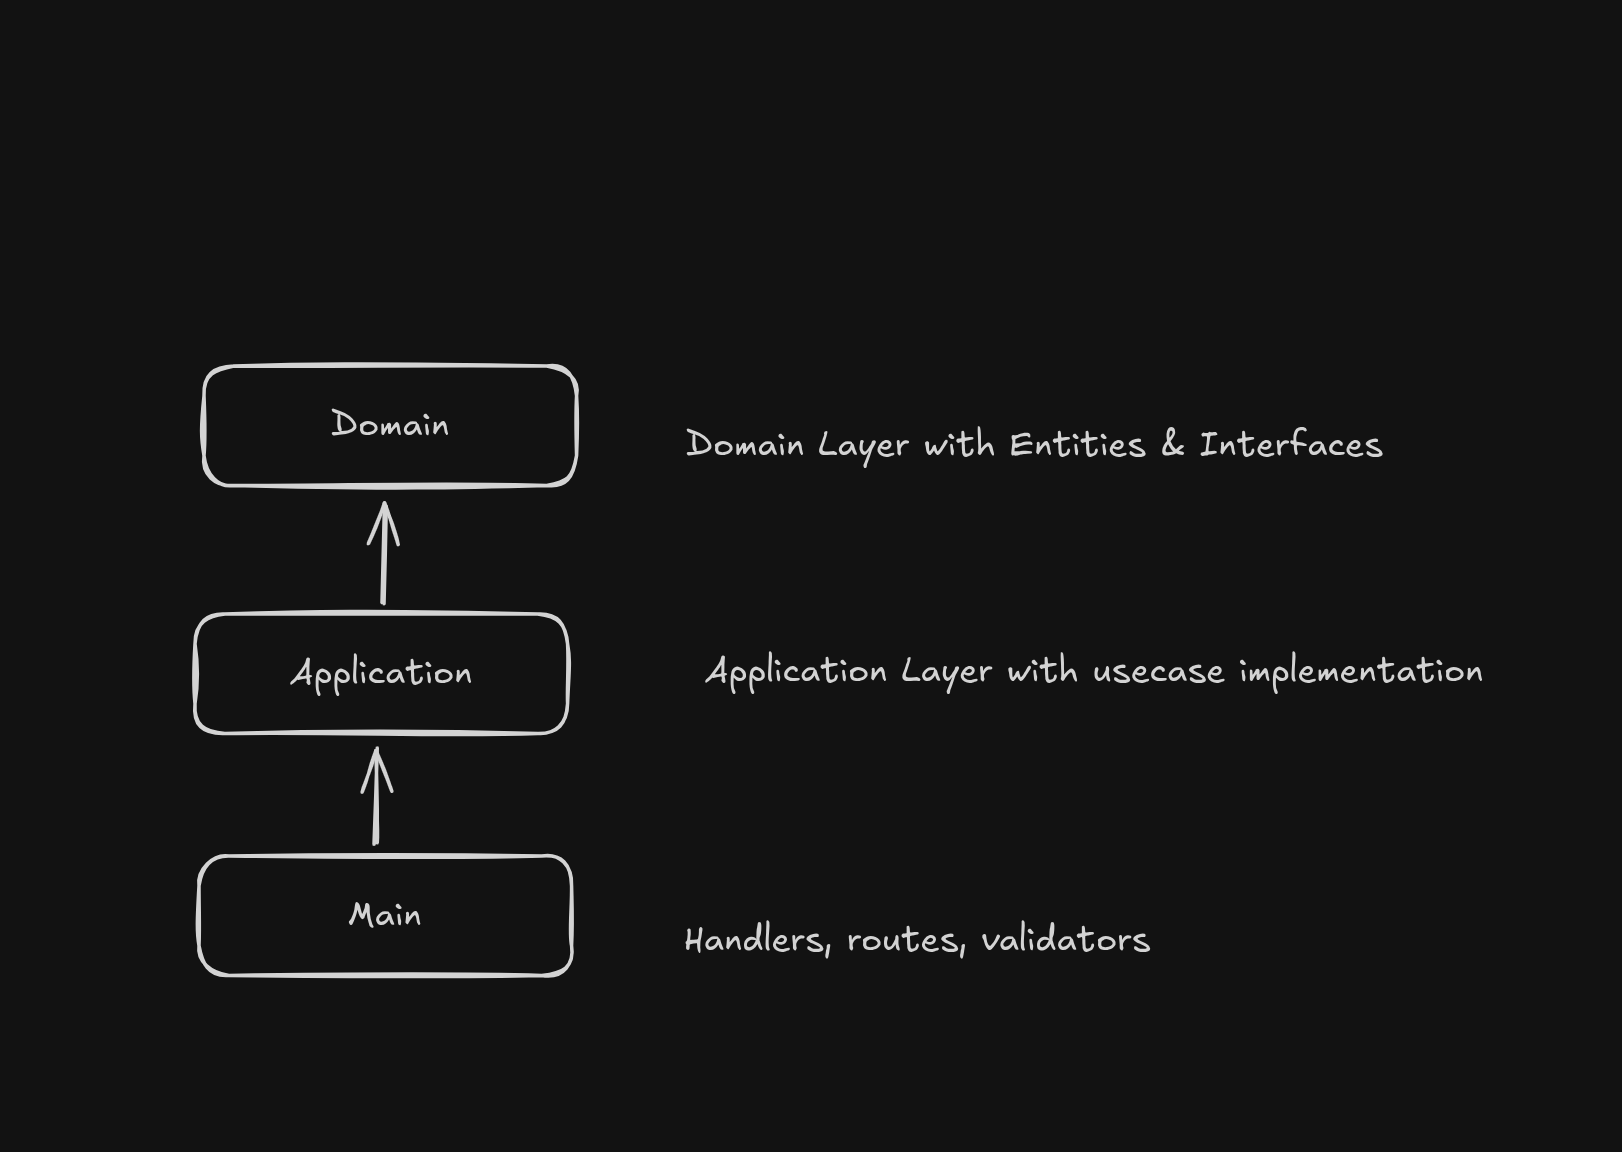 Domain
Domain Layer with Entities & Interfaces
Application
Application Layer with usecase implementation
Main
Handlers, routes, validators